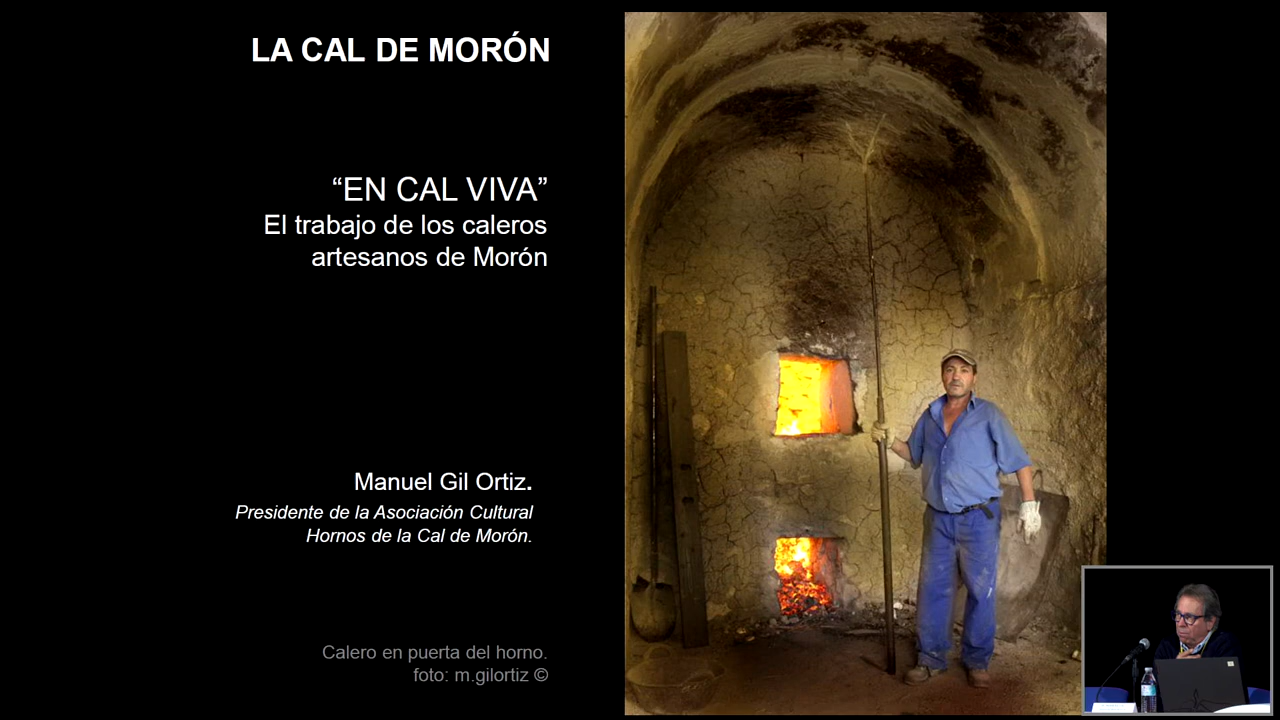 LA CAL DE MORÓN
“EN CAL VIVA”
El trabajo de los caleros
artesanos de Morón
Manuel Gil Ortiz.
Presidente de la Asociación Cultural
Hornos de la Cal de Morón.
Calero en puerta del horno.
foto: m.gilortiz ©